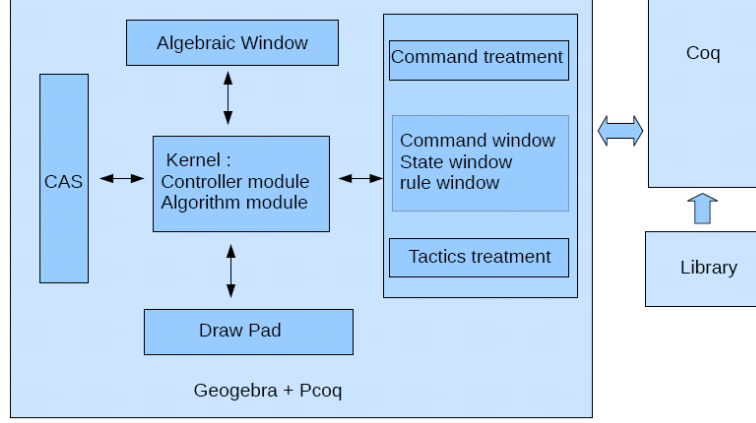 Algebraic Window
CAS
Kernel :
Controller module
Algorithm module
Draw Pad
Command treatment
Command window
State window
rule window
Tactics treatment
Geogebra + Pcoq
Coq
Library